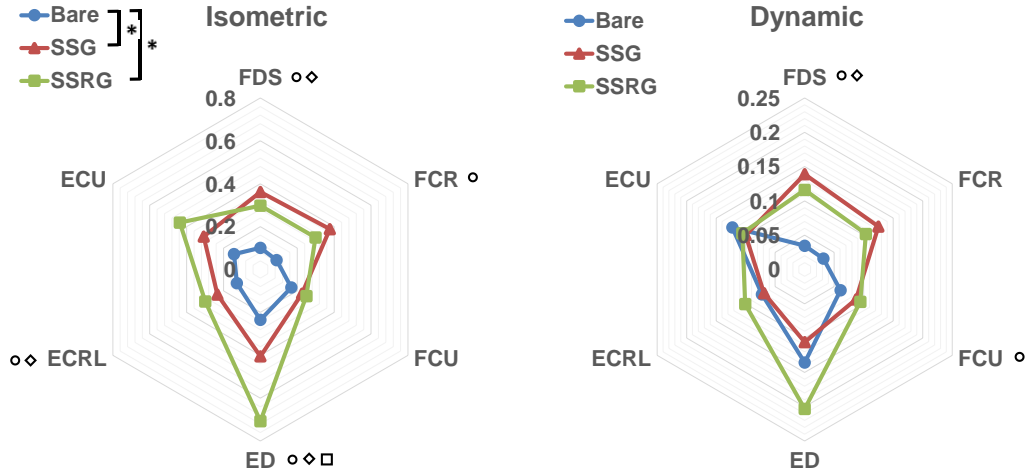 Bare
SSG
SSRG
*
*
Isometric
FDS
0.8
0.6
0.4
0.2
0
FCR
FCU
ED
ECRL
ECU
Dynamic
Bare
SSG
SSRG
FDS
0.25
0.2
0.15
0.1
0.05
0
FCR
FCU
ED
ECRL
ECU